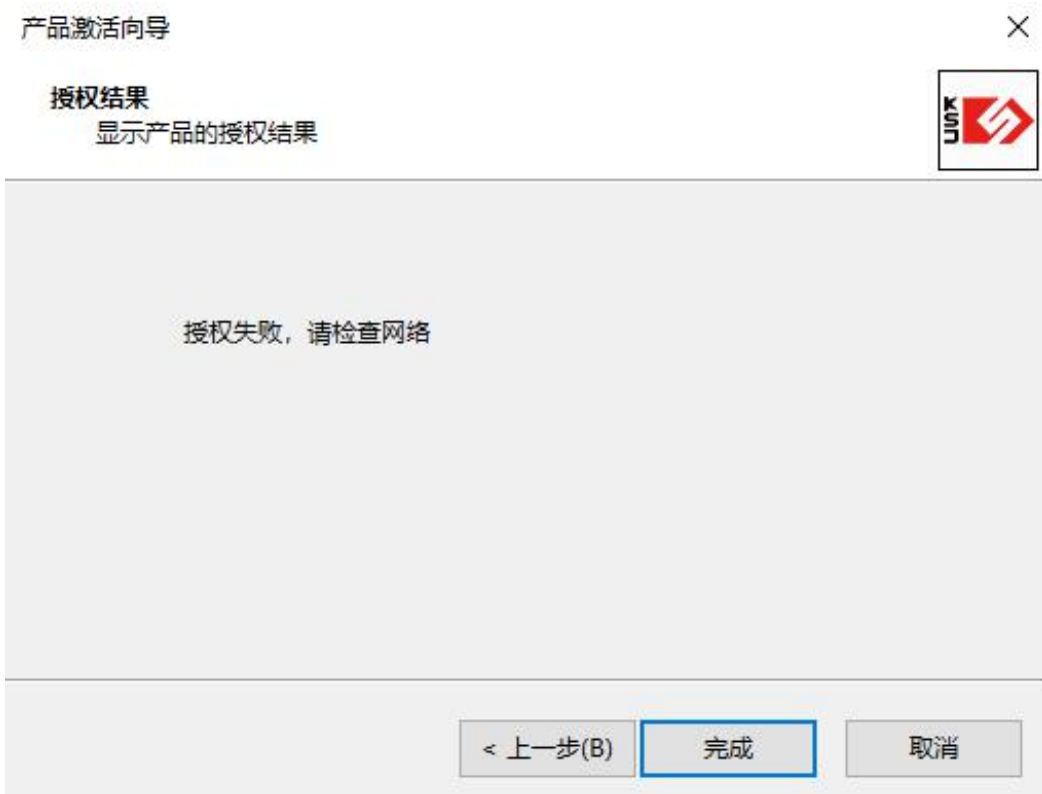 产品激活向导
授权结果
显示产品的授权结果
KSJ
授权失败，请检查网络
< 上一步(B)
完成
取消